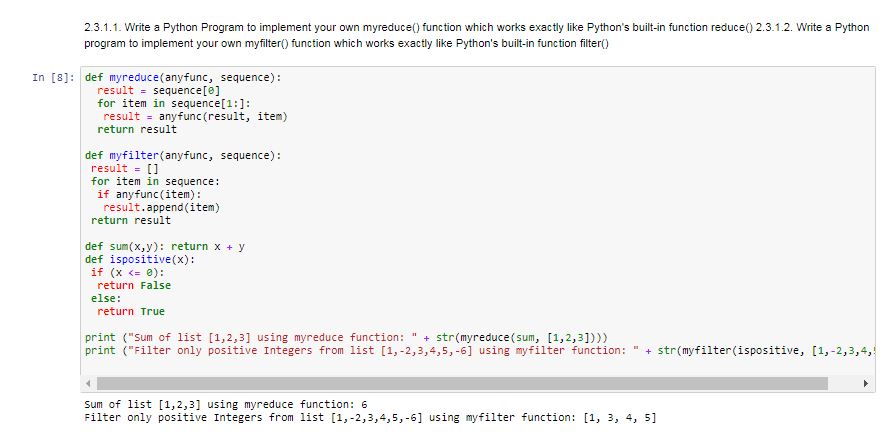 2.3.1.1. Write a Python Program to implement your own myreduce() function which works exactly like Python's built-in function reduce() 2.3.1.2. Write a Python
program to implement your own myfilter() function which works exactly like Python's built-in function filter()
In [8]: def myreduce(anyfunc, sequence):
result = sequence[0]
for item in sequence[1:]:
result = anyfunc(result, item)
return result
def myfilter(anyfunc, sequence):
result = []
for item in sequence:
if anyfunc(item):
result.append(item)
return result
def sum(x,y): return x + y
def ispositive(x):
if (x <= 0):
return False
else:
return True
print ("Sum of list [1,2,3] using myreduce function: " + str(myreduce(sum, [1,2,3])))
print ("Filter only positive Integers from list [1,-2,3,4,5,-6] using myfilter function: " + str(myfilter(ispositive, [1,-2,3,4,
Sum of list [1,2,3] using myreduce function: 6
Filter only positive Integers from list [1,-2,3,4,5,-6] using myfilter function: [1, 3, 4, 5]